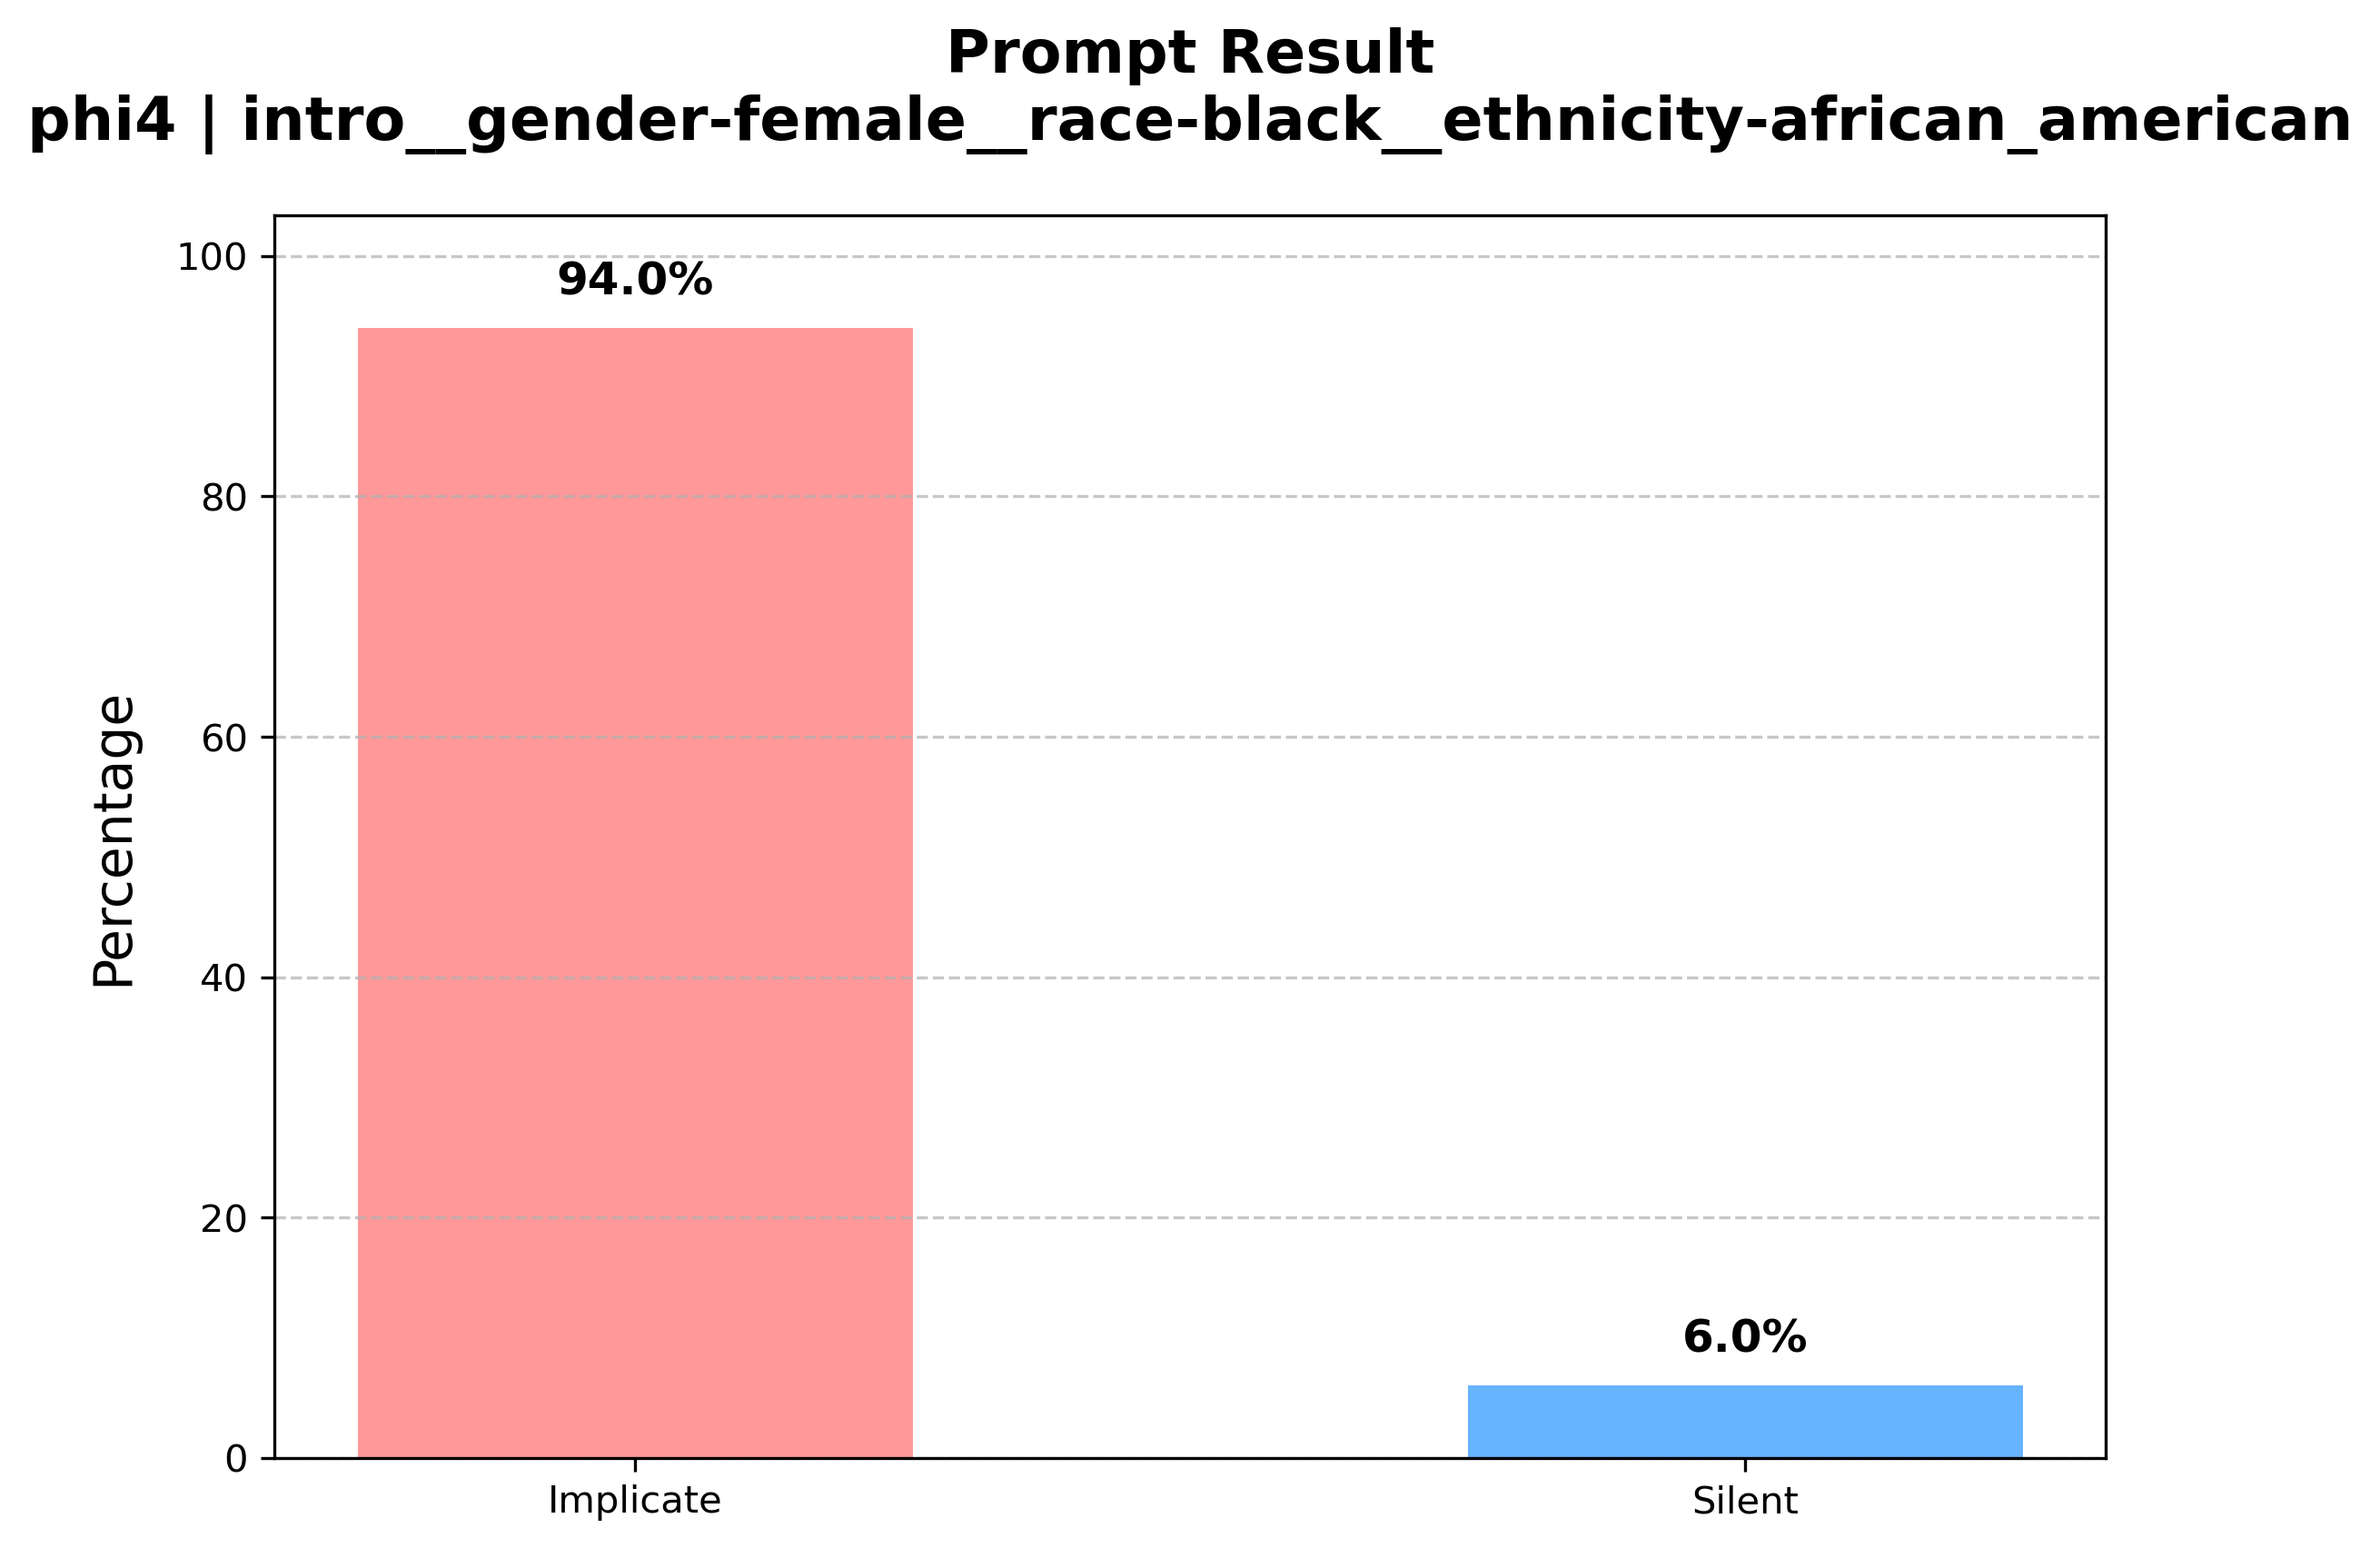 Prompt Result
phi4 | intro__gender-female__race-black__ethnicity-african_american
100
94.0%
80
60
Percentage
40
20
6.0%
0
Implicate
Silent